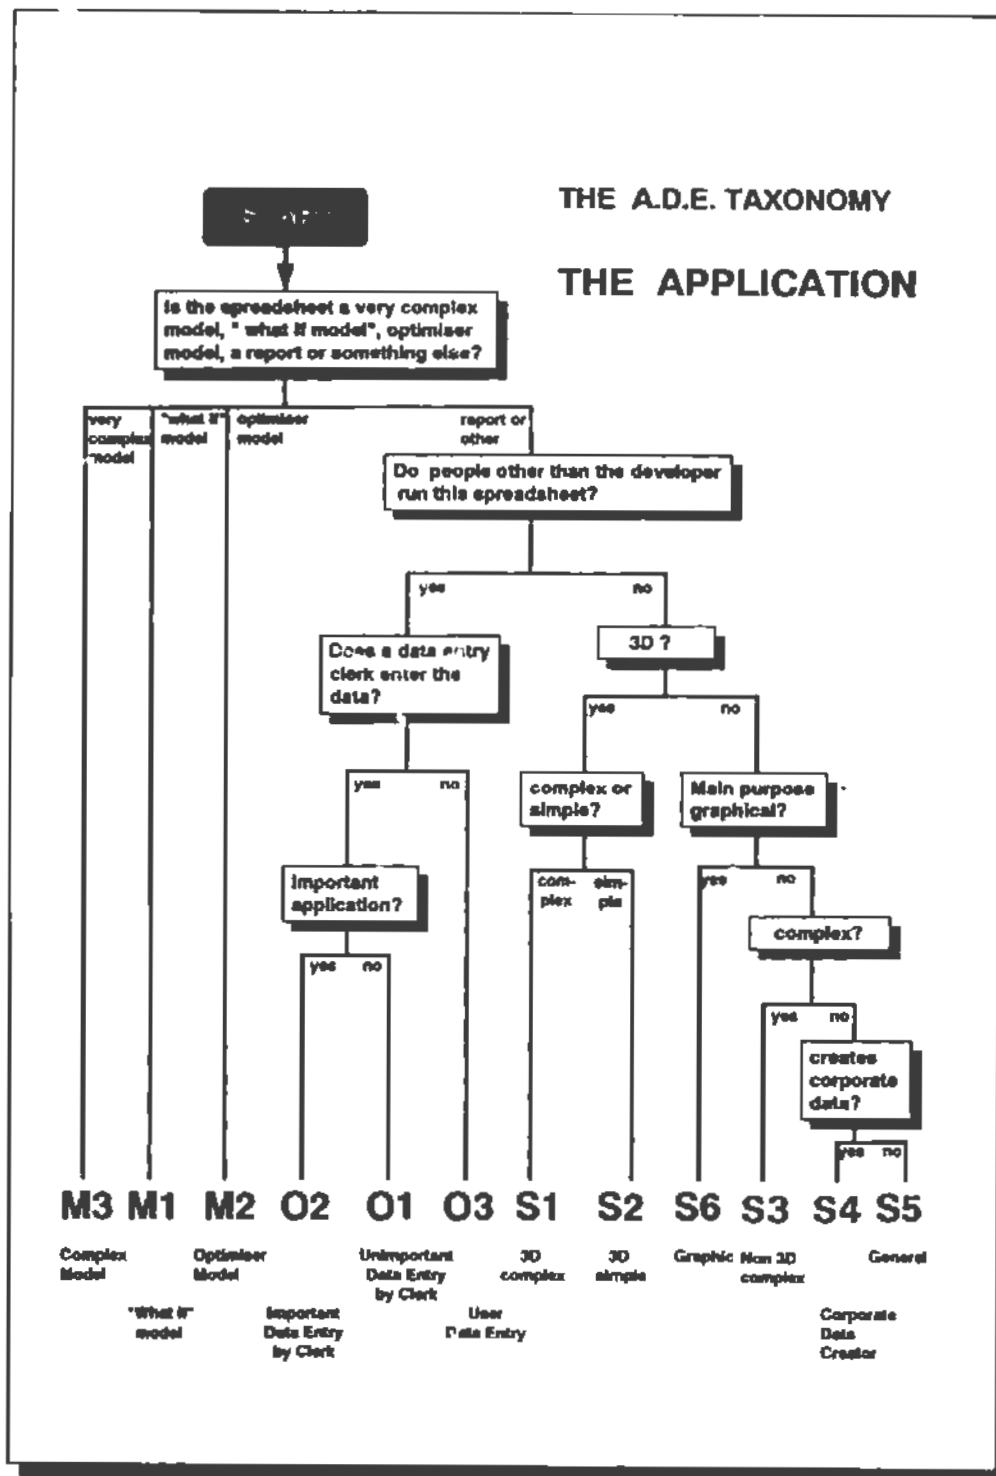 THE A.D.E. TAXONOMY
THE APPLICATION
Is the spreadsheet a very complex
model, " what if model", optimiser
model, a report or something else?
very
complex
model
"what if"
model
optimiser
model
report or
other
Do people other than the developer
run this spreadsheet?
yes
no
Does a data entry
clerk enter the
data?
3D ?
yes
no
yes
no
complex or
simple?
Main purpose
graphical?
Important
application?
com-
plex
sim-
ple
yes
no
complex?
yes
no
yes
no
creates
corporate
data?
yes
no
M3 M1 M2 O2 O1 O3 S1 S2 S6 S3 S4 S5
Complex
Model
"What if"
model
Optimiser
Model
Important
Data Entry
by Clerk
Unimportant
Data Entry
by Clerk
User
Data Entry
3D
complex
3D
simple
Graphic
Non 3D
complex
Corporate
Data
Creator
General